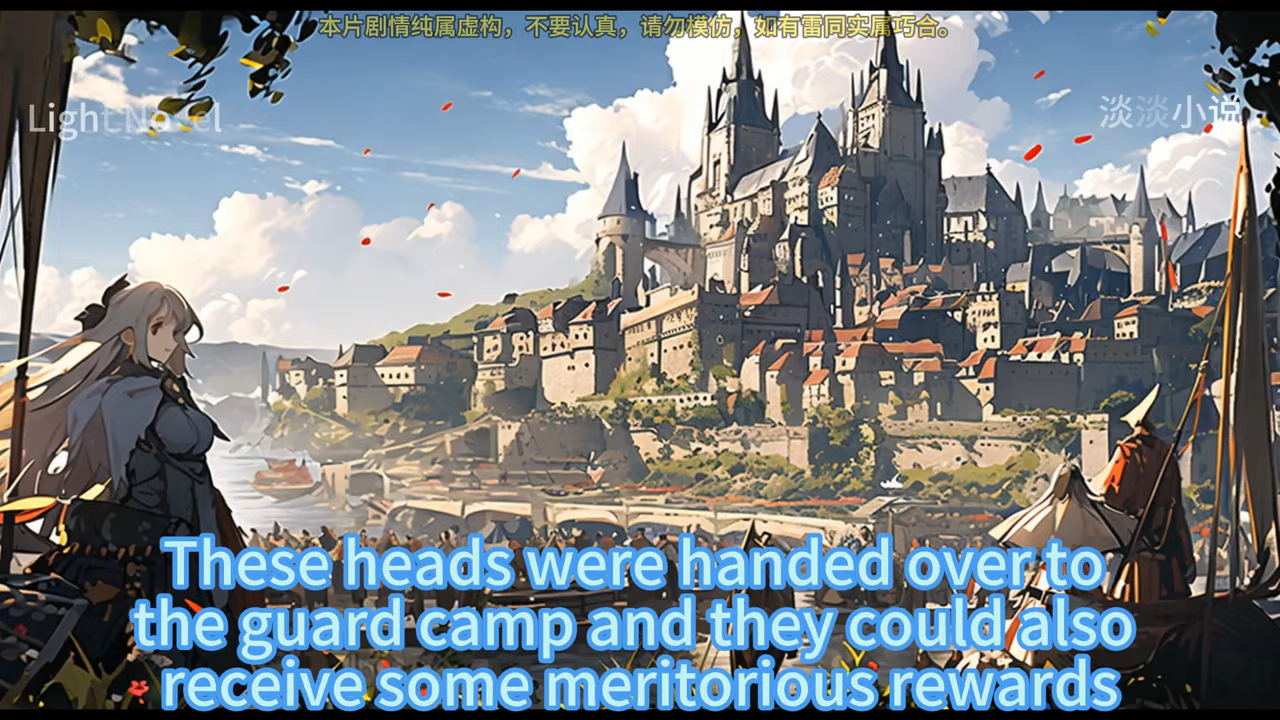 本片剧情纯属虚构，不要认真，请勿模仿，如有雷同实属巧合。
Light Novel
淡淡小说
These heads were handed over to
the guard camp and they could also
receive some meritorious rewards